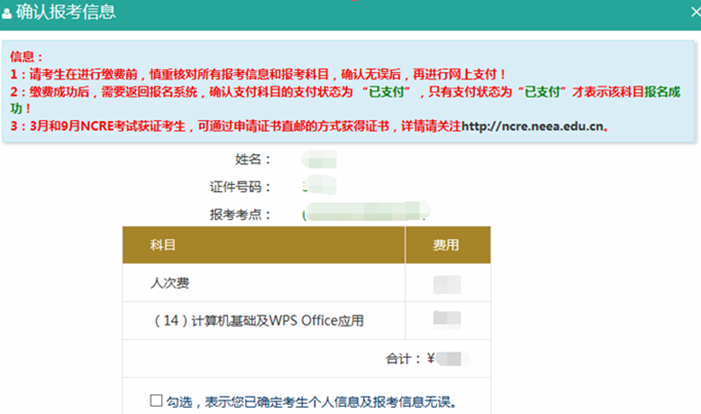 确认报考信息
信息：
1：请考生在进行缴费前，慎重核对所有报考信息和报考科目，确认无误后，再进行网上支付！
2：缴费成功后，需要返回报名系统，确认支付科目的支付状态为 “已支付”，只有支付状态为“已支付”才表示该科目报名成
功！
3：3月和9月NCRE考试获证考生，可通过申请证书直邮的方式获得证书，详情请关注http://ncre.neea.edu.cn。
姓名：
证件号码：
报考考点：
科目 费用
人次费
（14）计算机基础及WPS Office应用
合计：¥
勾选，表示您已确定考生个人信息及报考信息无误。